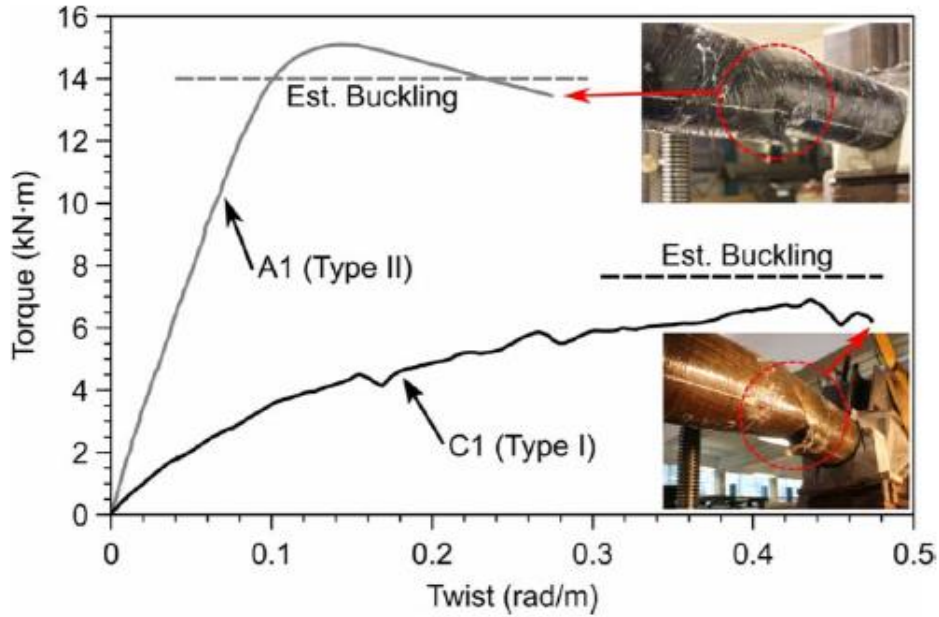 16
14
12
10
8
6
4
2
0
Torque (kN·m)
Est. Buckling
A1 (Type II)
Est. Buckling
C1 (Type I)
0
0.1
0.2
0.3
0.4
0.5
Twist (rad/m)